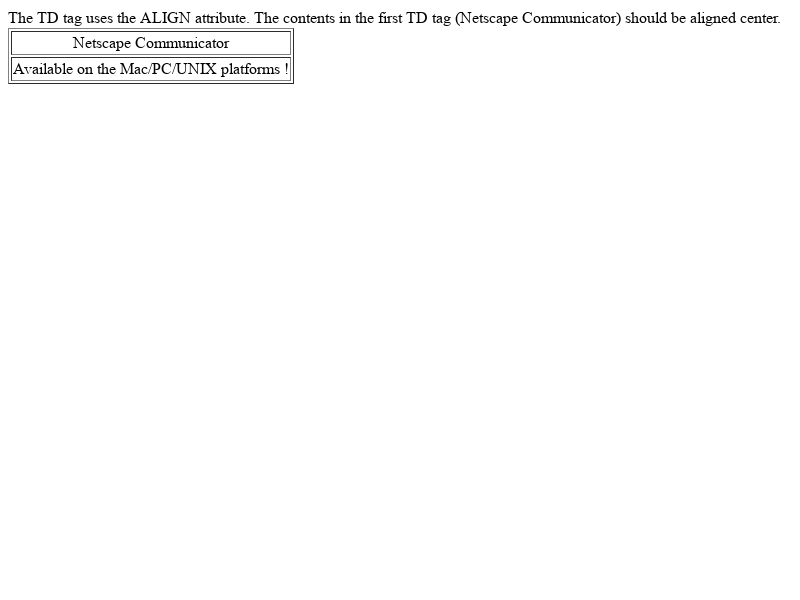 The TD tag uses the ALIGN attribute. The contents in the first TD tag (Netscape Communicator) should be aligned center.
Netscape Communicator
Available on the Mac/PC/UNIX platforms !